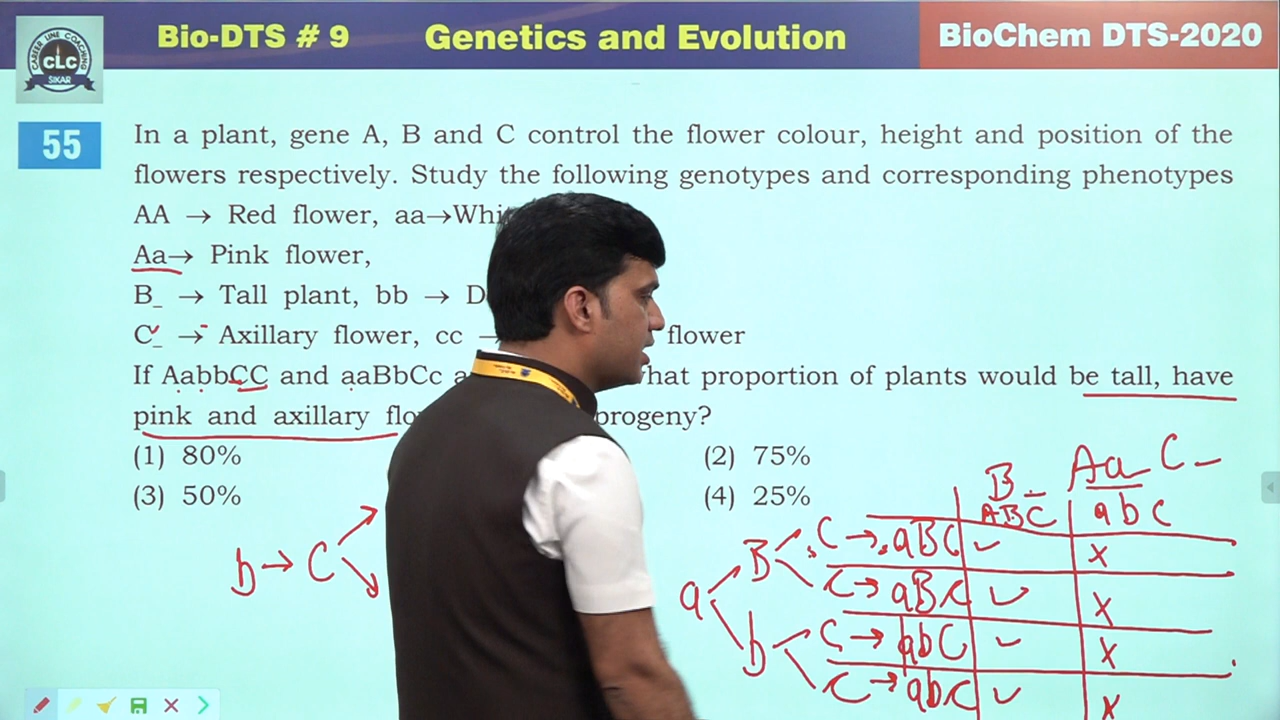 CAREER LINE COACHING
CLC
SIKAR
Bio-DTS # 9
Genetics and Evolution
BioChem DTS-2020
55
In a plant, gene A, B and C control the flower colour, height and position of the
flowers respectively. Study the following genotypes and corresponding phenotypes
AA → Red flower, aa→Whi
Aa→ Pink flower,
B_ → Tall plant, bb → D
C_ → Axillary flower, cc → flower
If AabbCC and aaBbCc a hat proportion of plants would be tall, have
pink and axillary flo progeny?
(1) 80%
(2) 75%
(3) 50%
(4) 25%
B_ Aa C_
ABC abc
b → C
a B C → aBC ✓ x
c → aBc ✓ x
b C → abC ✓ x
c → abc ✓ x